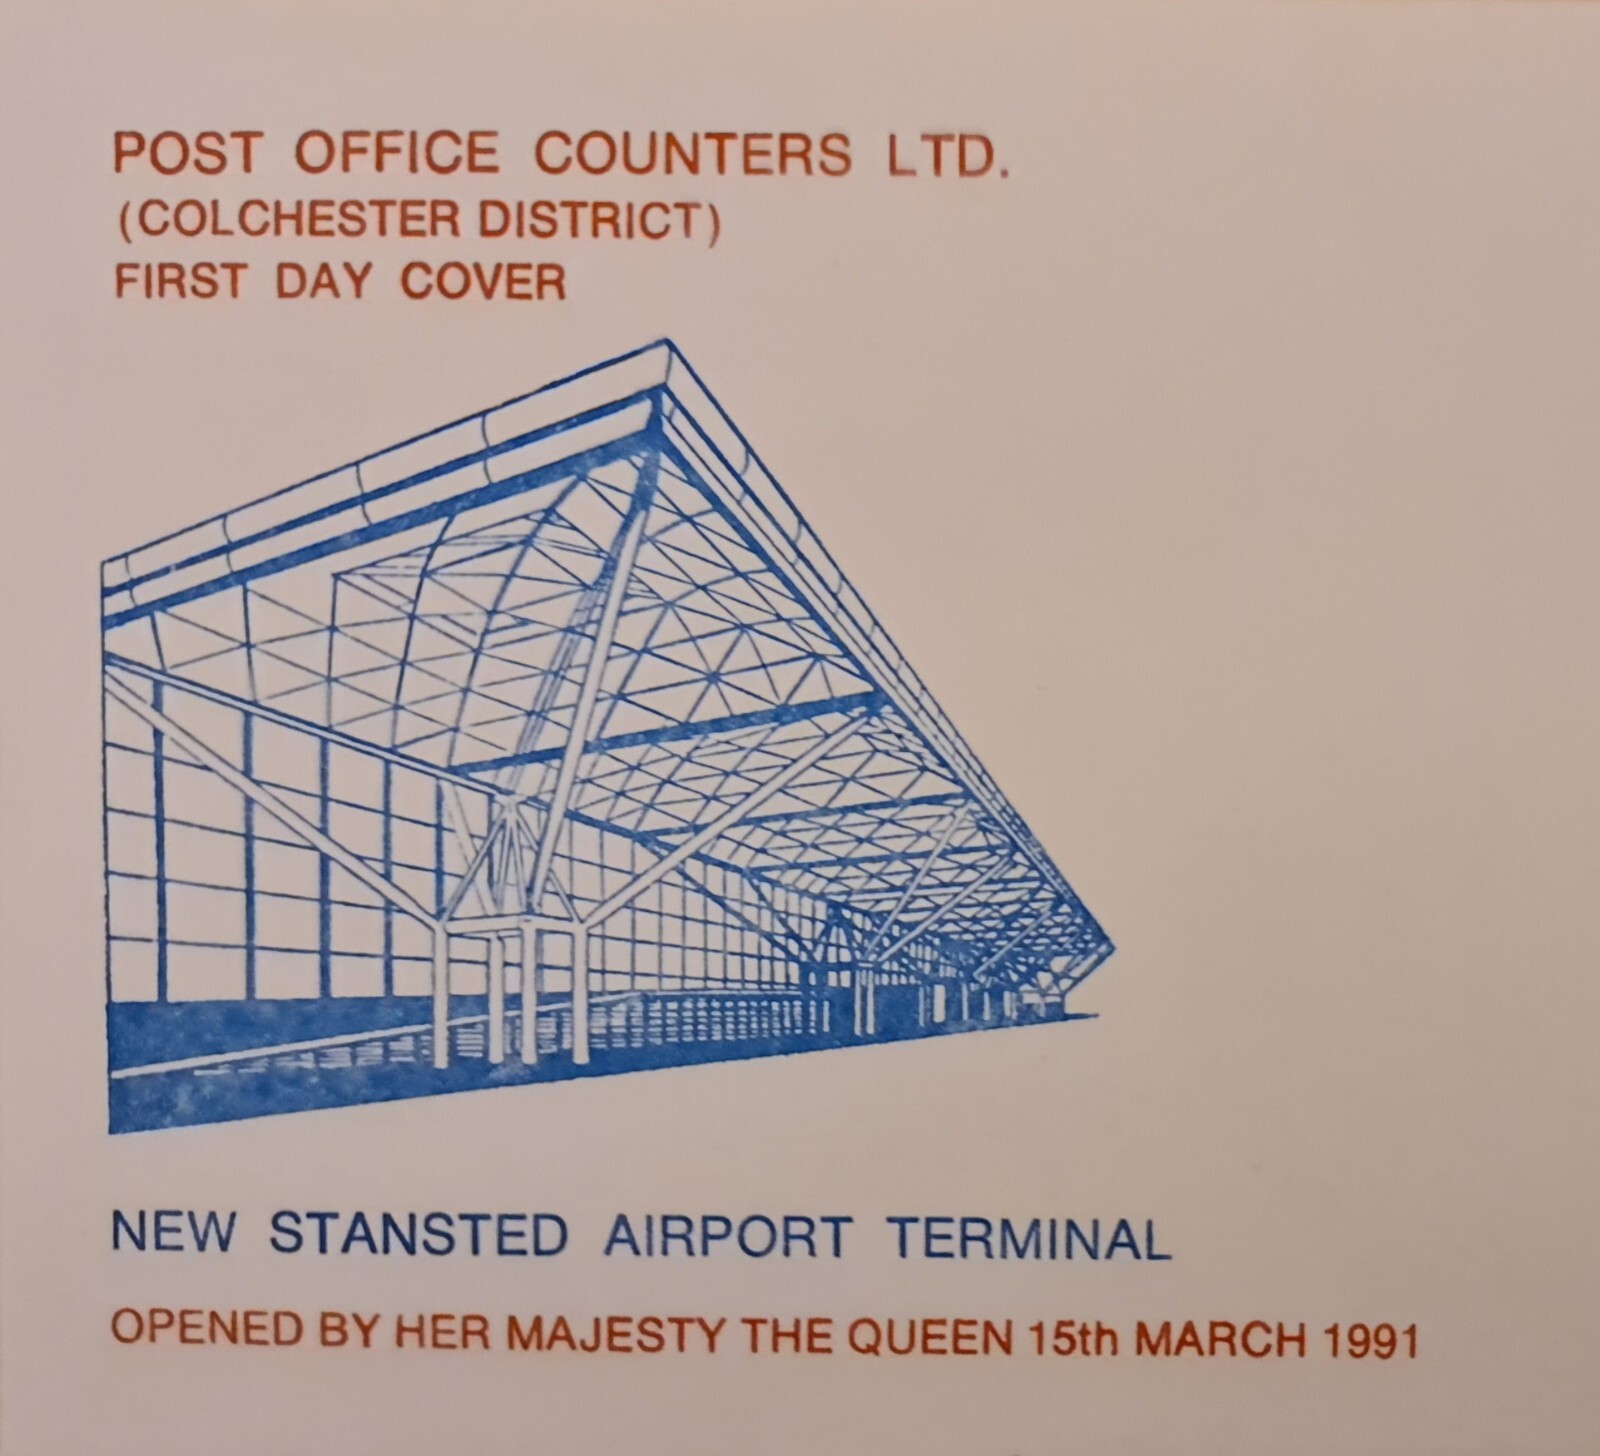 POST OFFICE COUNTERS LTD.
(COLCHESTER DISTRICT)
FIRST DAY COVER
NEW STANSTED AIRPORT TERMINAL
OPENED BY HER MAJESTY THE QUEEN 15th MARCH 1991